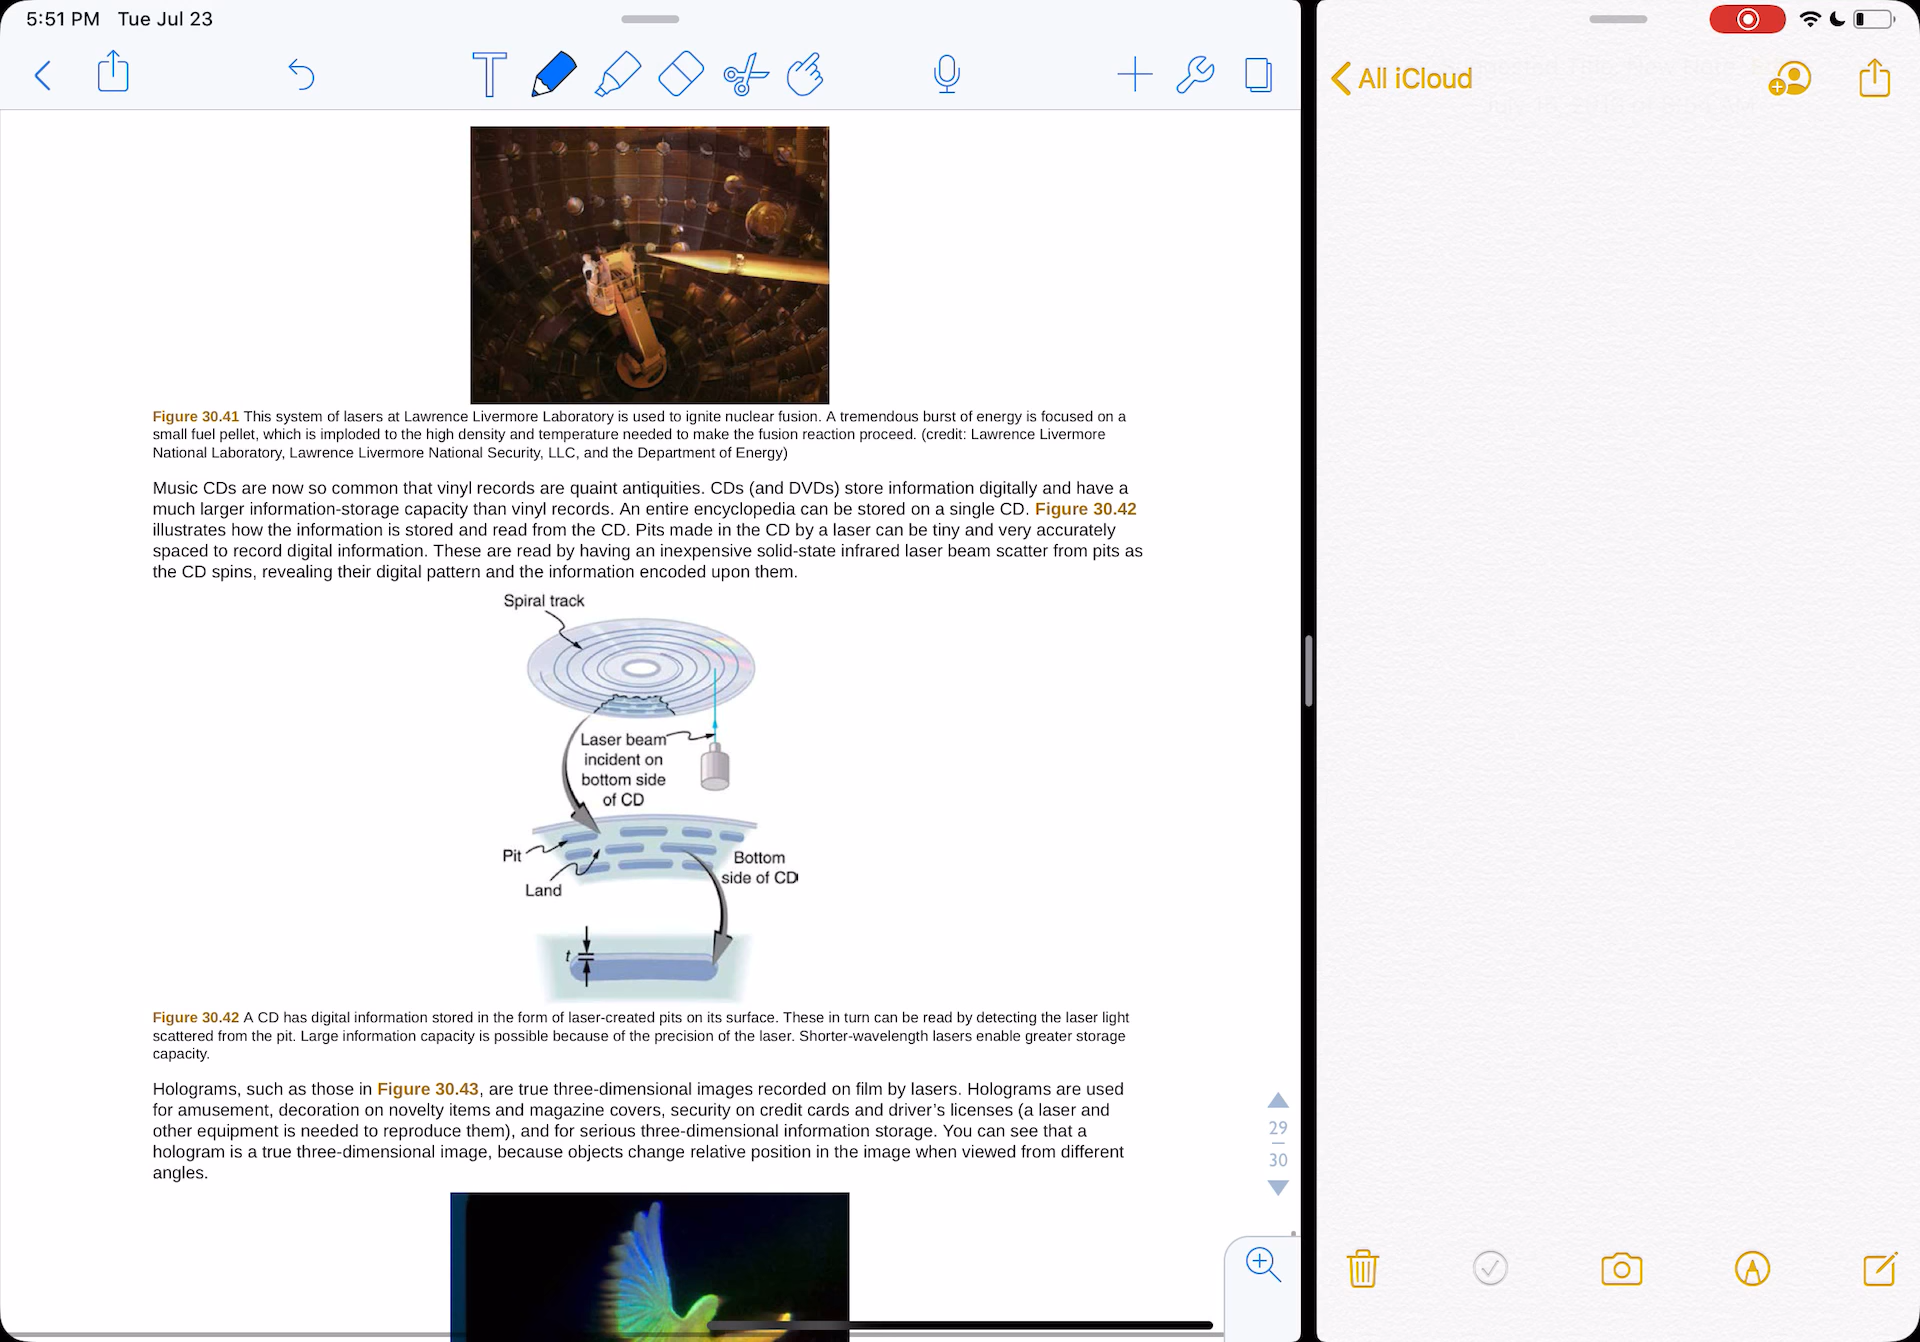 5:51 PM Tue Jul 23
All iCloud
Figure 30.41 This system of lasers at Lawrence Livermore Laboratory is used to ignite nuclear fusion. A tremendous burst of energy is focused on a
small fuel pellet, which is imploded to the high density and temperature needed to make the fusion reaction proceed. (credit: Lawrence Livermore
National Laboratory, Lawrence Livermore National Security, LLC, and the Department of Energy)
Music CDs are now so common that vinyl records are quaint antiquities. CDs (and DVDs) store information digitally and have a
much larger information-storage capacity than vinyl records. An entire encyclopedia can be stored on a single CD. Figure 30.42
illustrates how the information is stored and read from the CD. Pits made in the CD by a laser can be tiny and very accurately
spaced to record digital information. These are read by having an inexpensive solid-state infrared laser beam scatter from pits as
the CD spins, revealing their digital pattern and the information encoded upon them.
Spiral track
Laser beam
incident on
bottom side
of CD
Pit
Land
Bottom
side of CD
t
Figure 30.42 A CD has digital information stored in the form of laser-created pits on its surface. These in turn can be read by detecting the laser light
scattered from the pit. Large information capacity is possible because of the precision of the laser. Shorter-wavelength lasers enable greater storage
capacity.
Holograms, such as those in Figure 30.43, are true three-dimensional images recorded on film by lasers. Holograms are used
for amusement, decoration on novelty items and magazine covers, security on credit cards and driver's licenses (a laser and
other equipment is needed to reproduce them), and for serious three-dimensional information storage. You can see that a
hologram is a true three-dimensional image, because objects change relative position in the image when viewed from different
angles.
29
30